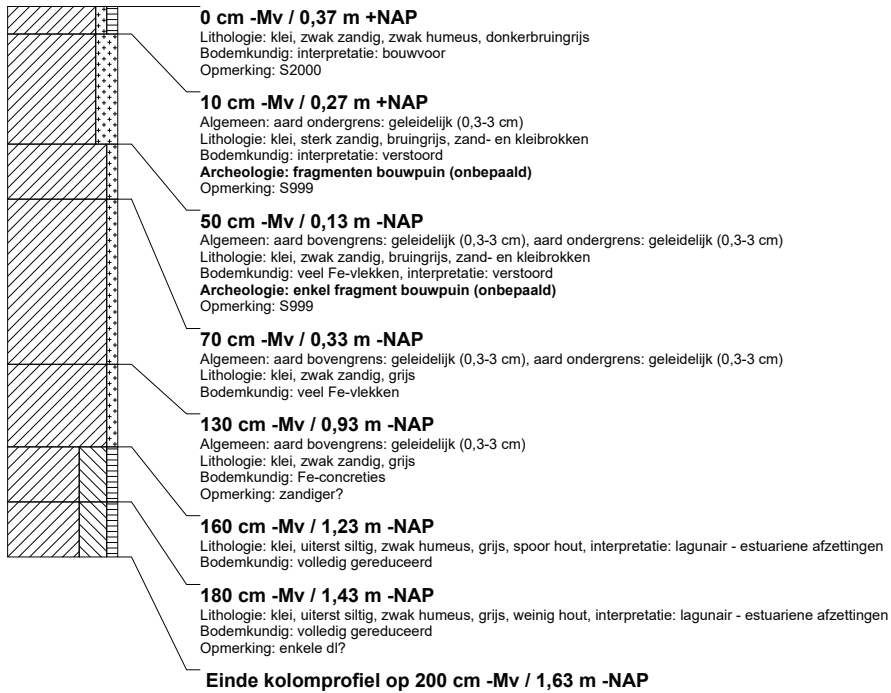 0 cm -Mv / 0,37 m +NAP
Lithologie: klei, zwak zandig, zwak humeus, donkerbruingrijs
Bodemkundig: interpretatie: bouwvoor
Opmerking: S2000
10 cm -Mv / 0,27 m +NAP
Algemeen: aard ondergrens: geleidelijk (0,3-3 cm)
Lithologie: klei, sterk zandig, bruingrijs, zand- en kleibrokken
Bodemkundig: interpretatie: verstoord
Archeologie: fragmenten bouwpuin (onbepaald)
Opmerking: S999
50 cm -Mv / 0,13 m -NAP
Algemeen: aard bovengrens: geleidelijk (0,3-3 cm), aard ondergrens: geleidelijk (0,3-3 cm)
Lithologie: klei, zwak zandig, bruingrijs, zand- en kleibrokken
Bodemkundig: veel Fe-vlekken, interpretatie: verstoord
Archeologie: enkel fragment bouwpuin (onbepaald)
Opmerking: S999
70 cm -Mv / 0,33 m -NAP
Algemeen: aard bovengrens: geleidelijk (0,3-3 cm), aard ondergrens: geleidelijk (0,3-3 cm)
Lithologie: klei, zwak zandig, grijs
Bodemkundig: veel Fe-vlekken
130 cm -Mv / 0,93 m -NAP
Algemeen: aard bovengrens: geleidelijk (0,3-3 cm)
Lithologie: klei, zwak zandig, grijs
Bodemkundig: Fe-concreties
Opmerking: zandiger?
160 cm -Mv / 1,23 m -NAP
Lithologie: klei, uiterst siltig, zwak humeus, grijs, spoor hout, interpretatie: lagunair - estuariene afzettingen
Bodemkundig: volledig gereduceerd
180 cm -Mv / 1,43 m -NAP
Lithologie: klei, uiterst siltig, zwak humeus, grijs, weinig hout, interpretatie: lagunair - estuariene afzettingen
Bodemkundig: volledig gereduceerd
Opmerking: enkele dl?
Einde kolomprofiel op 200 cm -Mv / 1,63 m -NAP